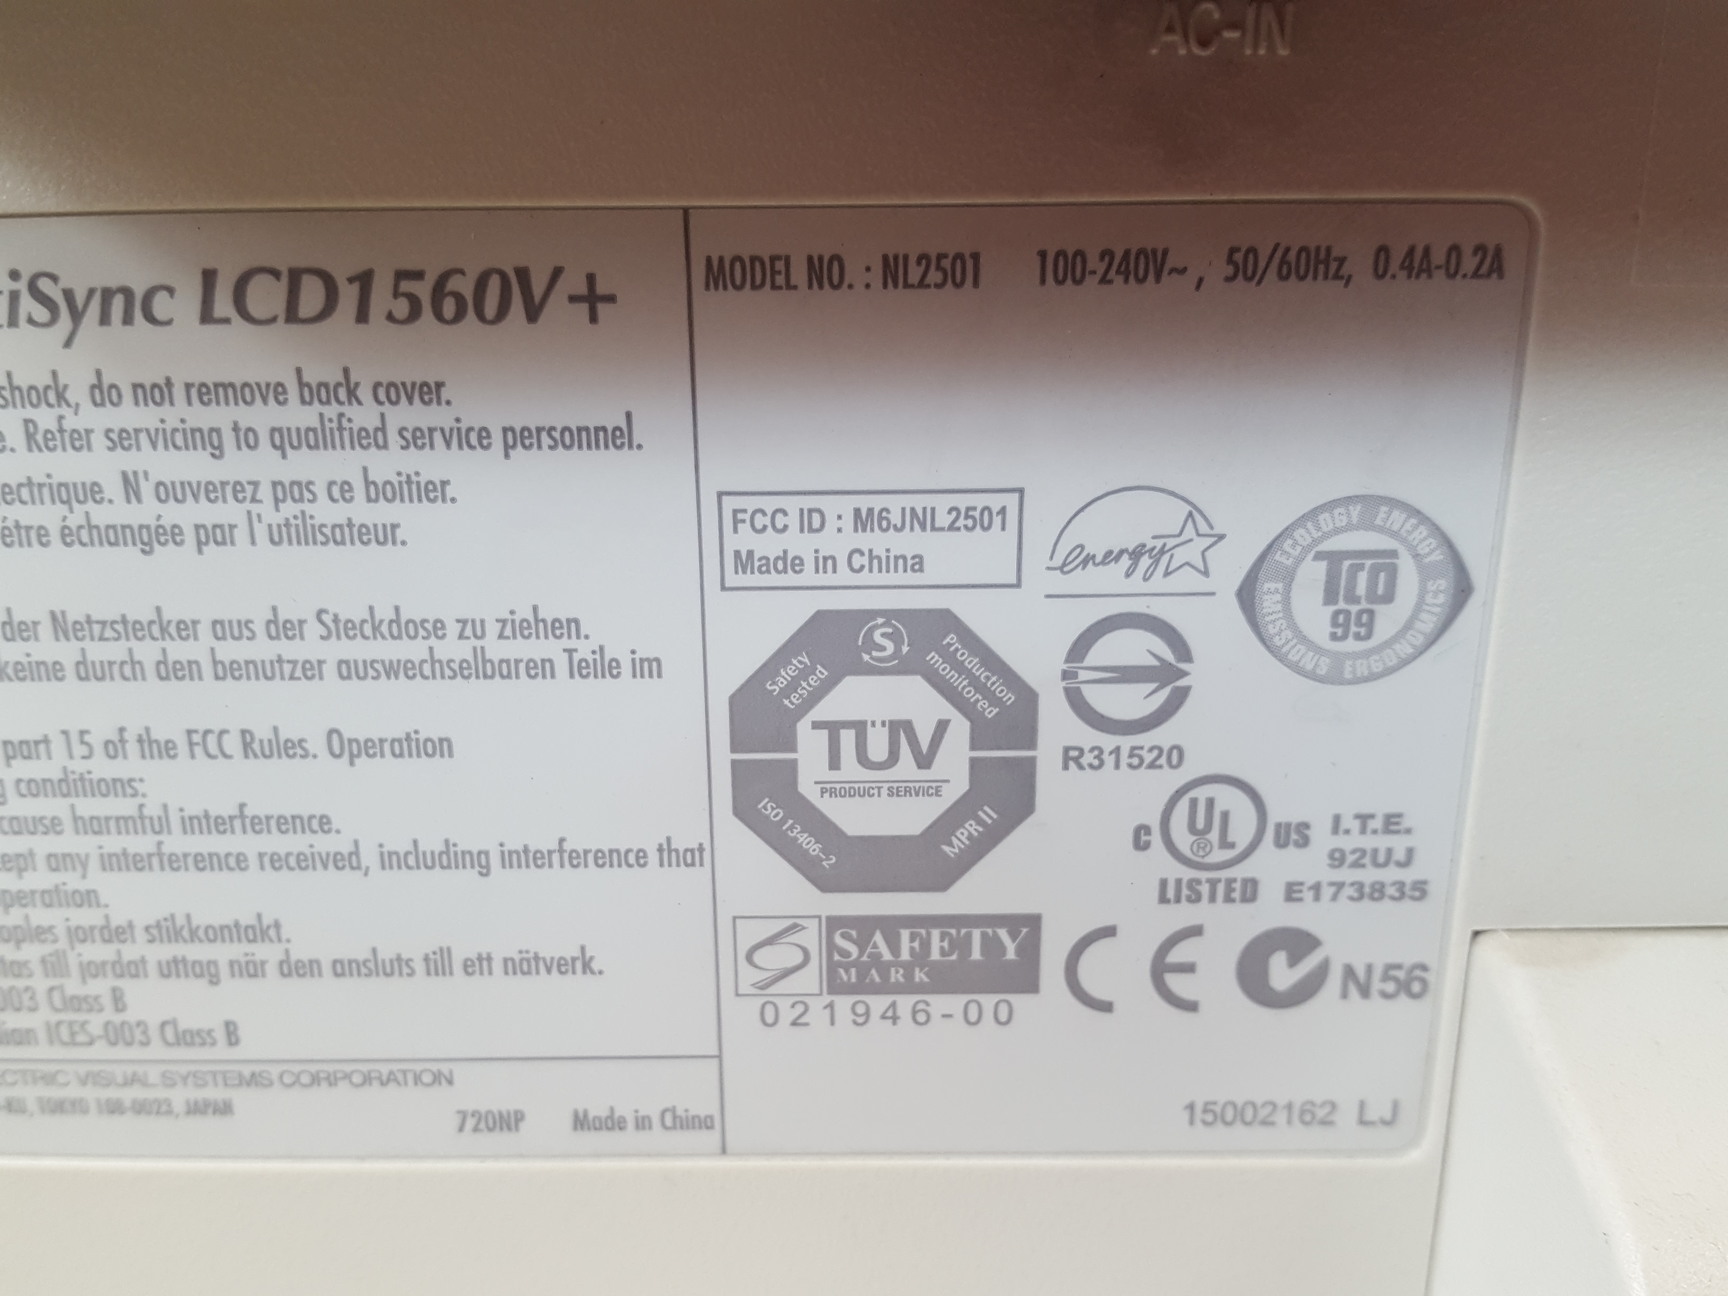 AC-IN
iSync LCD1560V+
shock, do not remove back cover.
e. Refer servicing to qualified service personnel.
ectrique. N'ouverez pas ce boitier.
étre échangée par l'utilisateur.
der Netzstecker aus der Steckdose zu ziehen.
keine durch den benutzer auswechselbaren Teile im
part 15 of the FCC Rules. Operation
g conditions:
cause harmful interference.
ept any interference received, including interference that
peration.
oples jordet stikkontakt.
tas till jordat uttag när den ansluts till ett nätverk.
003 Class B
ian ICES-003 Class B
CTRIC VISUAL SYSTEMS CORPORATION
-KU, TOKYO 108-0023, JAPAN
720NP Made in China
MODEL NO. : NL2501 100-240V~, 50/60Hz, 0.4A-0.2A
FCC ID : M6JNL2501
Made in China
energy
ECOLOGY ENERGY
TCO
99
EMISSIONS ERGONOMICS
Safety
tested
S
Production
monitored
TÜV
PRODUCT SERVICE
ISO 13406-2
MPR II
R31520
C UL ® US I.T.E.
92UJ
LISTED E173835
SAFETY
MARK
021946-00
CE N56
15002162 LJ